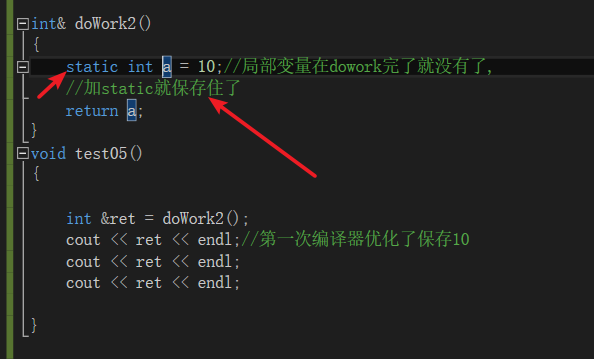 int& doWork2()
{
static int a = 10;//局部变量在dowork完了就没有了,
//加static就保存住了
return a;
}
void test05()
{
int &ret = doWork2();
cout << ret << endl;//第一次编译器优化了保存10
cout << ret << endl;
cout << ret << endl;
}